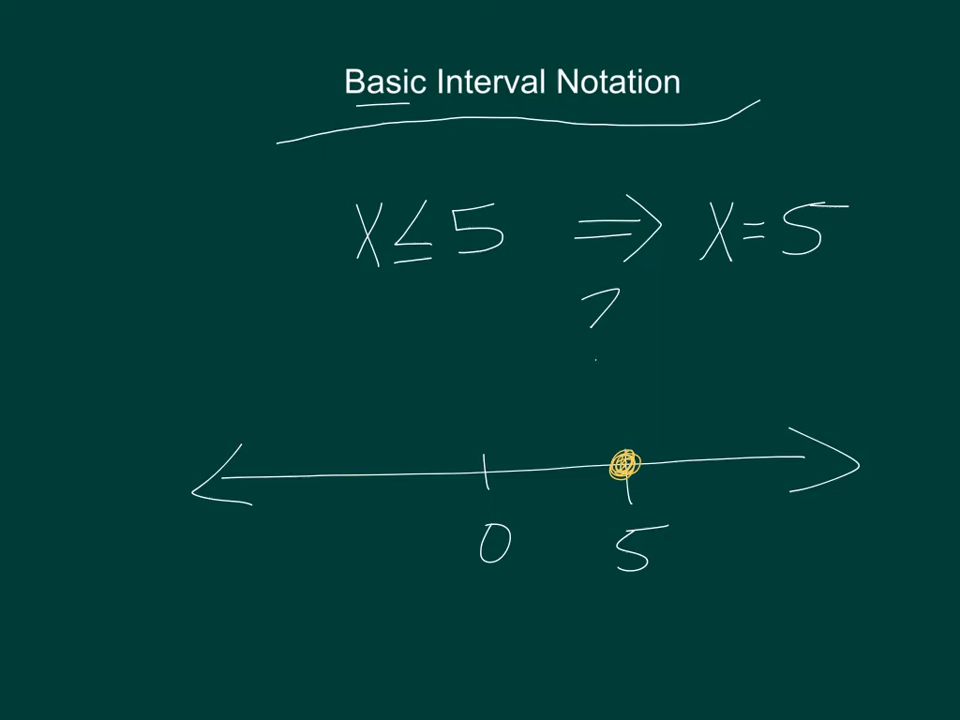 Basic Interval Notation
X ≤ 5 ⇒ X = 5
?
0 5